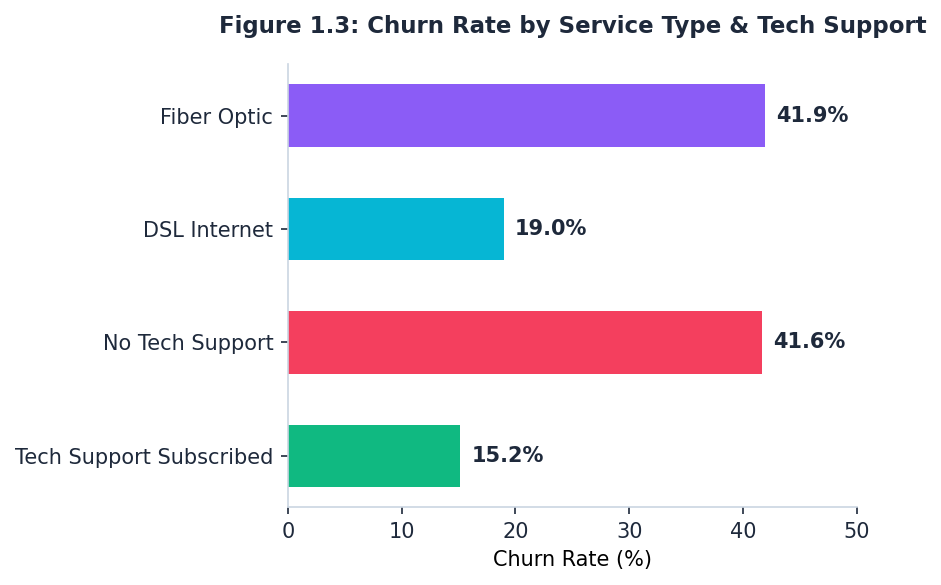 Figure 1.3: Churn Rate by Service Type & Tech Support
Fiber Optic
41.9%
DSL Internet
19.0%
No Tech Support
41.6%
Tech Support Subscribed
15.2%
0 10 20 30 40 50
Churn Rate (%)